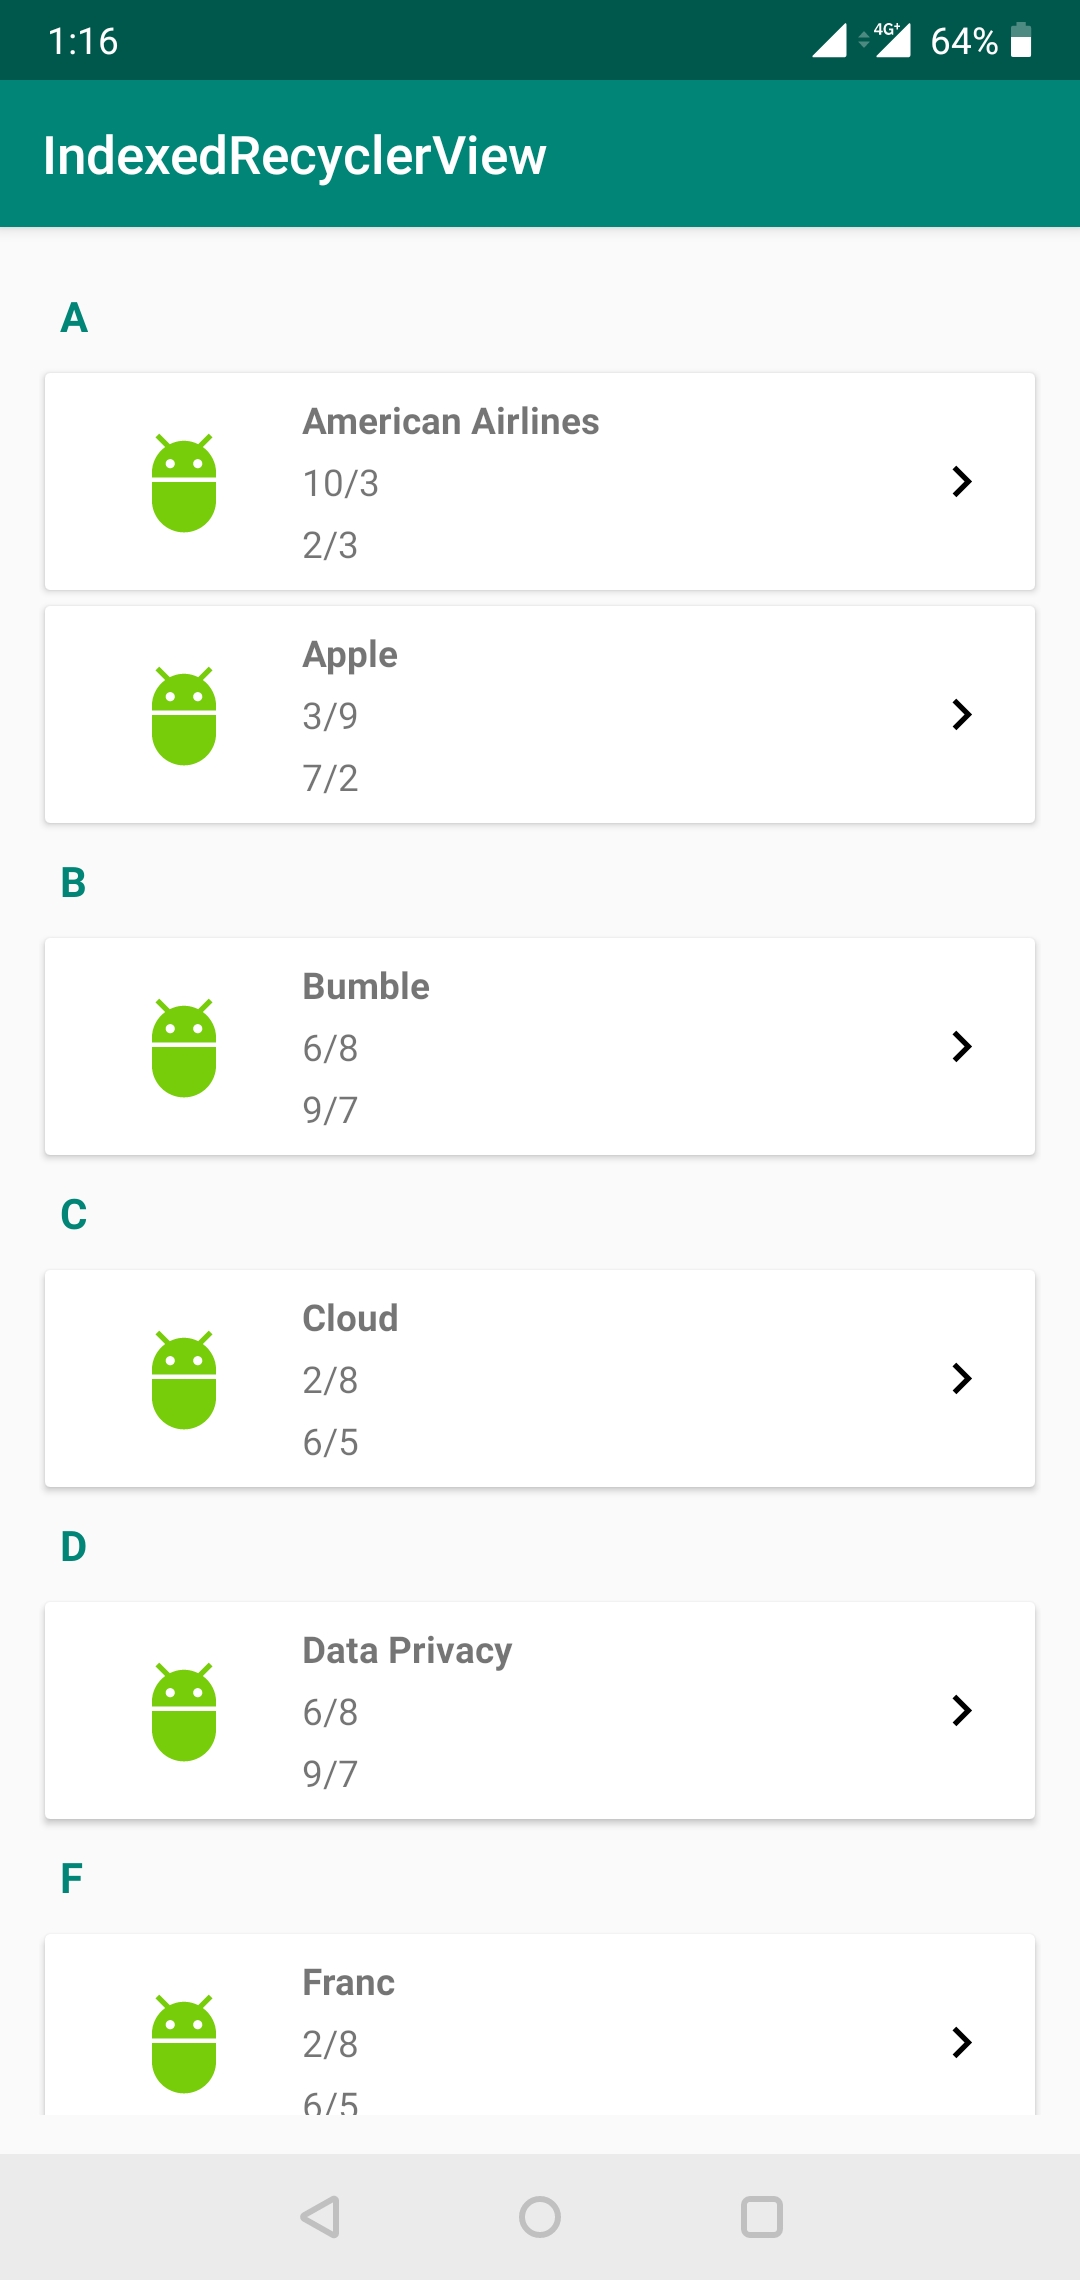 1:16 4G+ 64%
IndexedRecyclerView
A
American Airlines
10/3
2/3
Apple
3/9
7/2
B
Bumble
6/8
9/7
C
Cloud
2/8
6/5
D
Data Privacy
6/8
9/7
F
Franc
2/8
6/5